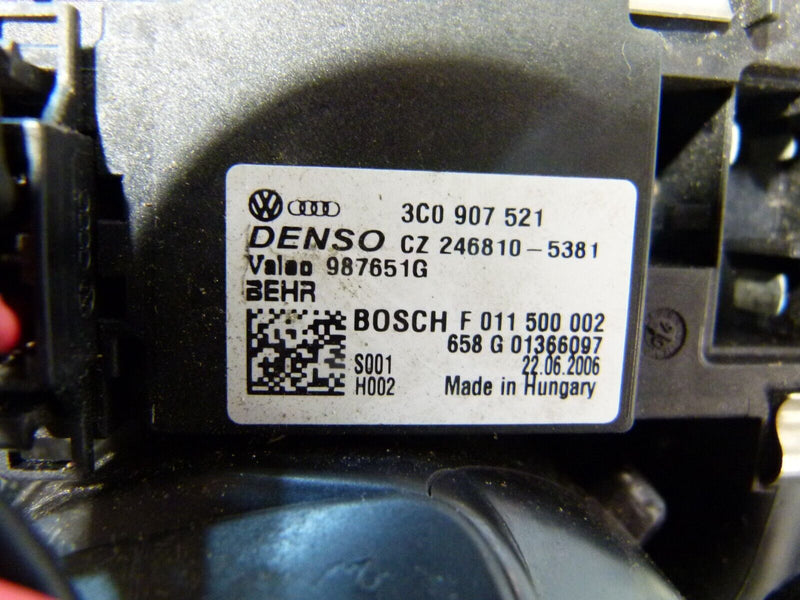 3C0 907 521
DENSO CZ 246810-5381
Valeo 987651G
BEHR
BOSCH F 011 500 002
658 G 01366097
S001 22.06.2006
H002 Made in Hungary